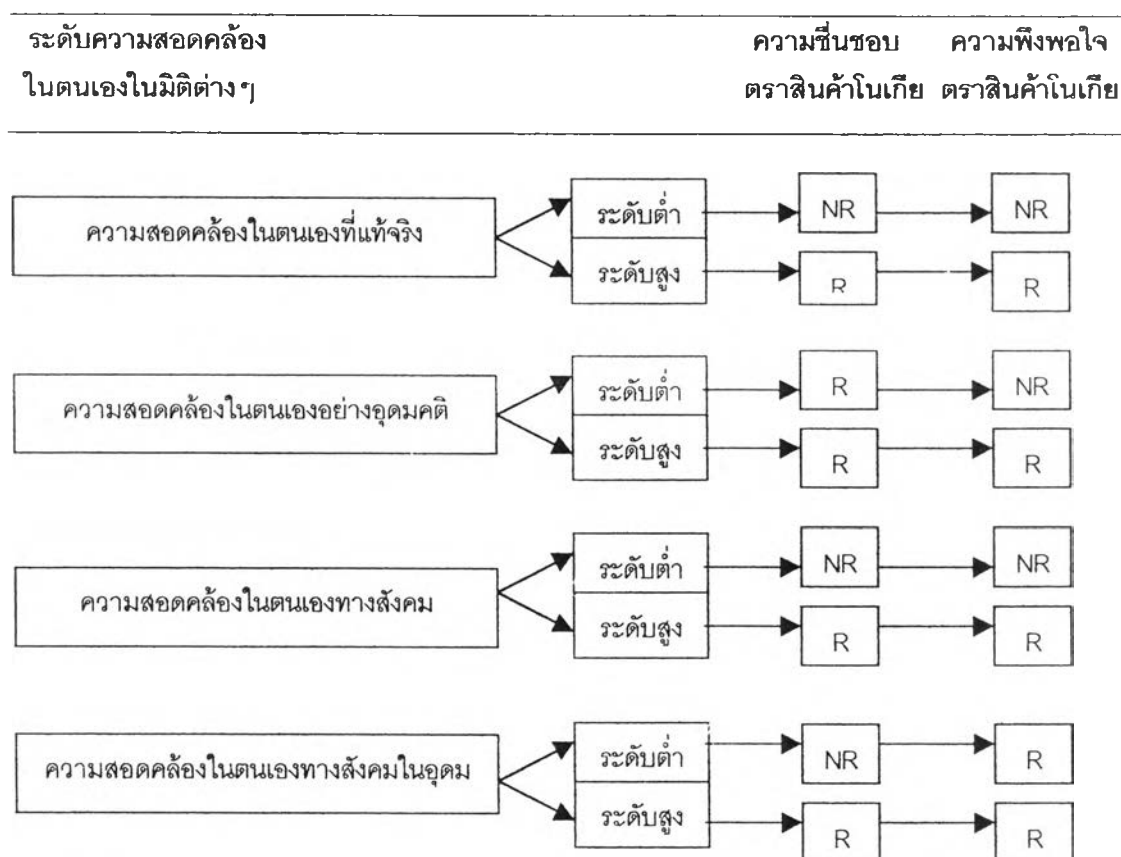 ระดับความสอดคล้อง ความชื่นชอบ ความพึงพอใจ
ในตนเองในมิติต่างๆ ตราสินค้าโนเกีย ตราสินค้าโนเกีย
ความสอดคล้องในตนเองที่แท้จริง
ระดับต่ำ NR NR
ระดับสูง R R
ความสอดคล้องในตนเองอย่างอุดมคติ
ระดับต่ำ R NR
ระดับสูง R R
ความสอดคล้องในตนเองทางสังคม
ระดับต่ำ NR NR
ระดับสูง R R
ความสอดคล้องในตนเองทางสังคมในอุดม
ระดับต่ำ NR R
ระดับสูง R R